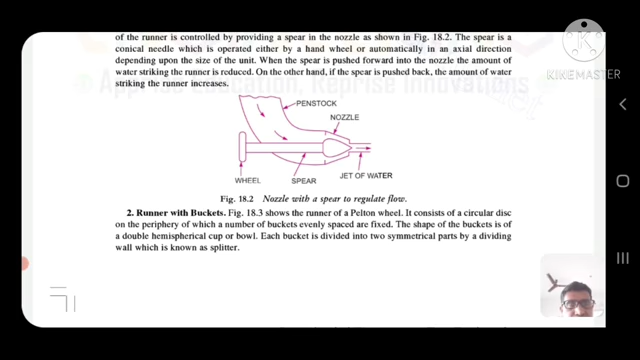 of the runner is controlled by providing a spear in the nozzle as shown in Fig. 18.2. The spear is a
conical needle which is operated either by a hand wheel or automatically in an axial direction
depending upon the size of the unit. When the spear is pushed forward into the nozzle the amount of
water striking the runner is reduced. On the other hand, if the spear is pushed back, the amount of water
striking the runner increases.
KINEMASTER
PENSTOCK
NOZZLE
WHEEL
SPEAR
JET OF WATER
Fig. 18.2 Nozzle with a spear to regulate flow.
2. Runner with Buckets. Fig. 18.3 shows the runner of a Pelton wheel. It consists of a circular disc
on the periphery of which a number of buckets evenly spaced are fixed. The shape of the buckets is of
a double hemispherical cup or bowl. Each bucket is divided into two symmetrical parts by a dividing
wall which is known as splitter.